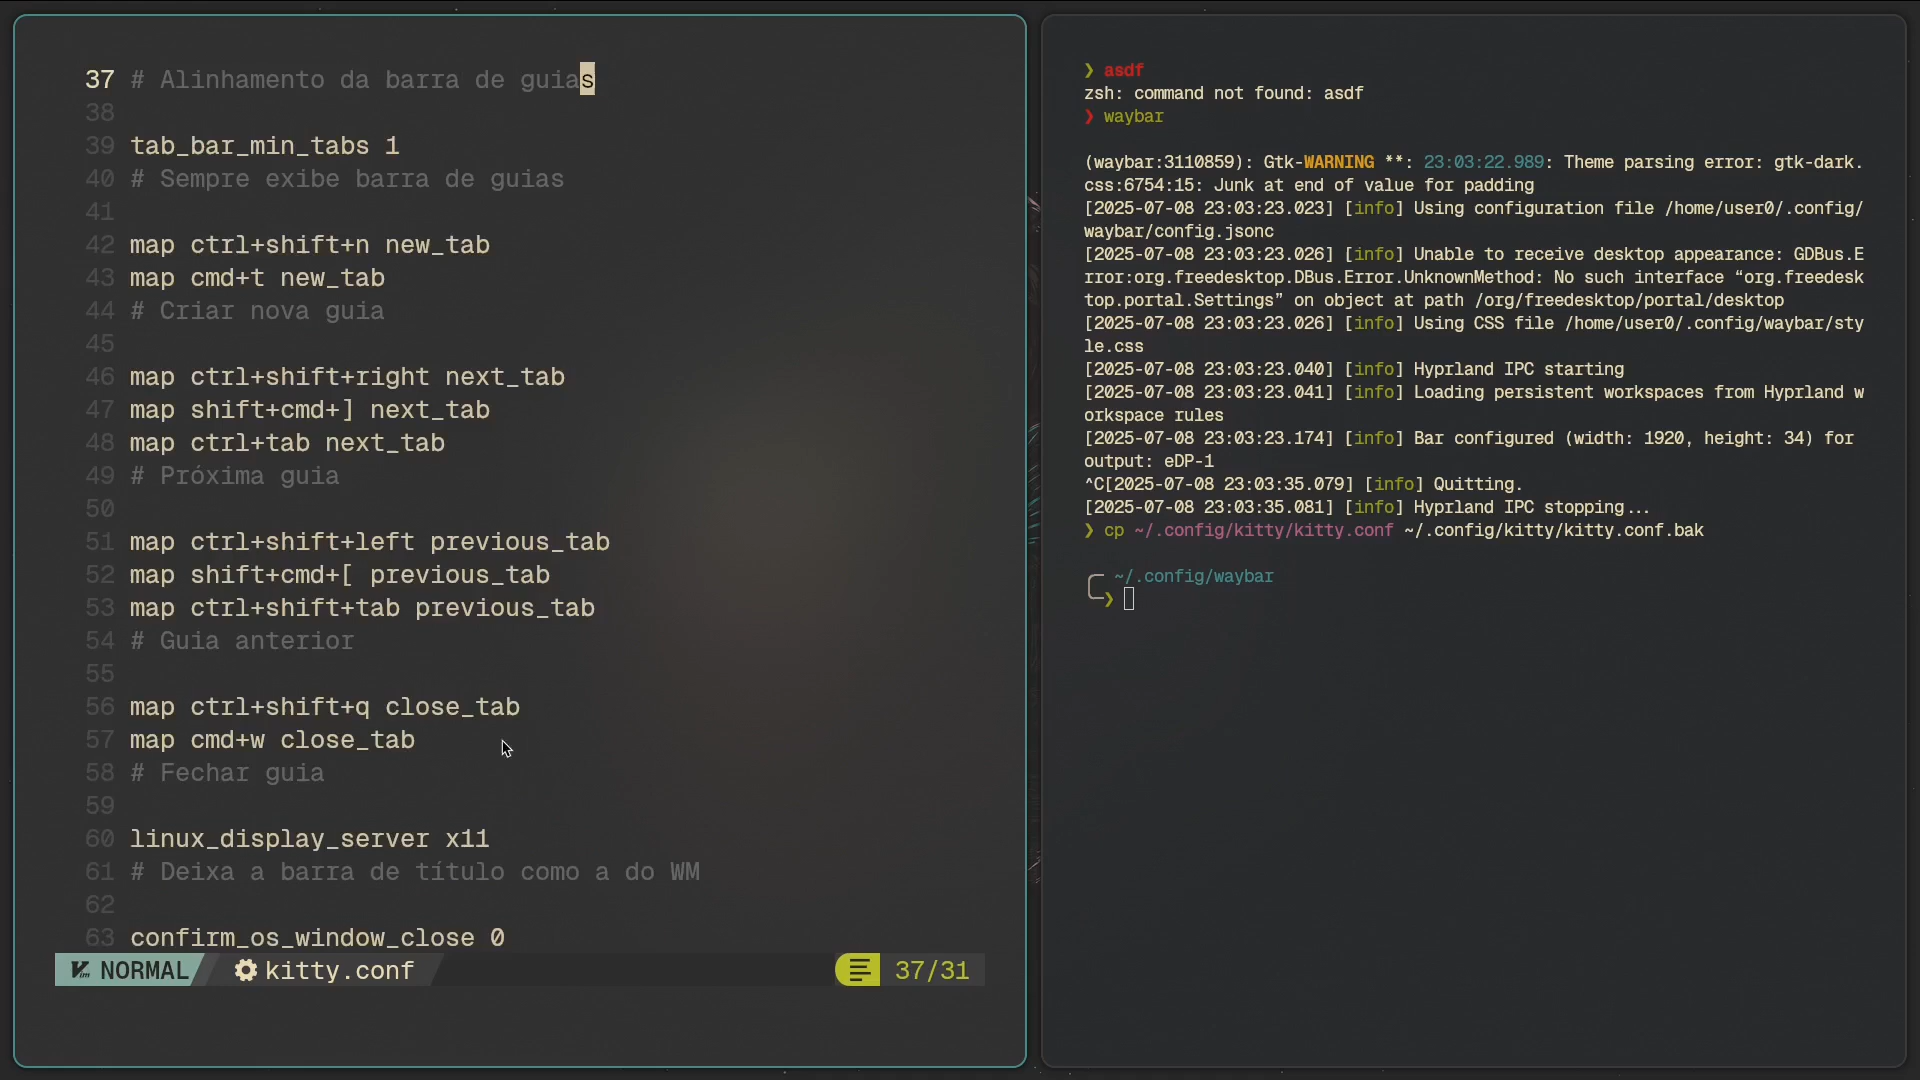 37 # Alinhamento da barra de guias
38
39 tab_bar_min_tabs 1
40 # Sempre exibe barra de guias
41
42 map ctrl+shift+n new_tab
43 map cmd+t new_tab
44 # Criar nova guia
45
46 map ctrl+shift+right next_tab
47 map shift+cmd+] next_tab
48 map ctrl+tab next_tab
49 # Próxima guia
50
51 map ctrl+shift+left previous_tab
52 map shift+cmd+[ previous_tab
53 map ctrl+shift+tab previous_tab
54 # Guia anterior
55
56 map ctrl+shift+q close_tab
57 map cmd+w close_tab
58 # Fechar guia
59
60 linux_display_server x11
61 # Deixa a barra de título como a do WM
62
63 confirm_os_window_close 0
NORMAL kitty.conf 37/31
❯ asdf
zsh: command not found: asdf
❯ waybar
(waybar:3110859): Gtk-WARNING **: 23:03:22.989: Theme parsing error: gtk-dark.
css:6754:15: Junk at end of value for padding
[2025-07-08 23:03:23.023] [info] Using configuration file /home/user0/.config/
waybar/config.jsonc
[2025-07-08 23:03:23.026] [info] Unable to receive desktop appearance: GDBus.E
rror:org.freedesktop.DBus.Error.UnknownMethod: No such interface “org.freedesk
top.portal.Settings” on object at path /org/freedesktop/portal/desktop
[2025-07-08 23:03:23.026] [info] Using CSS file /home/user0/.config/waybar/sty
le.css
[2025-07-08 23:03:23.040] [info] Hyprland IPC starting
[2025-07-08 23:03:23.041] [info] Loading persistent workspaces from Hyprland w
orkspace rules
[2025-07-08 23:03:23.174] [info] Bar configured (width: 1920, height: 34) for
output: eDP-1
^C[2025-07-08 23:03:35.079] [info] Quitting.
[2025-07-08 23:03:35.081] [info] Hyprland IPC stopping...
❯ cp ~/.config/kitty/kitty.conf ~/.config/kitty/kitty.conf.bak
~/.config/waybar
❯